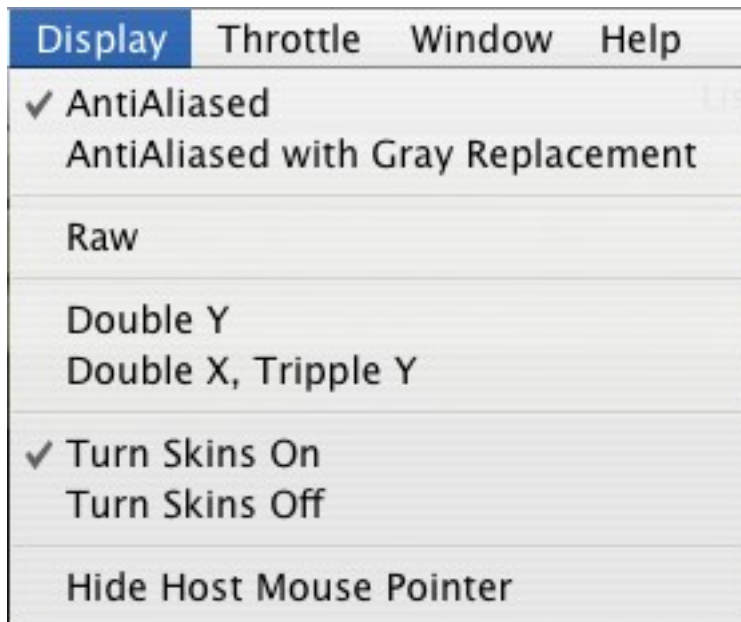 Display Throttle Window Help
AntiAliased
AntiAliased with Gray Replacement
Raw
Double Y
Double X, Tripple Y
Turn Skins On
Turn Skins Off
Hide Host Mouse Pointer